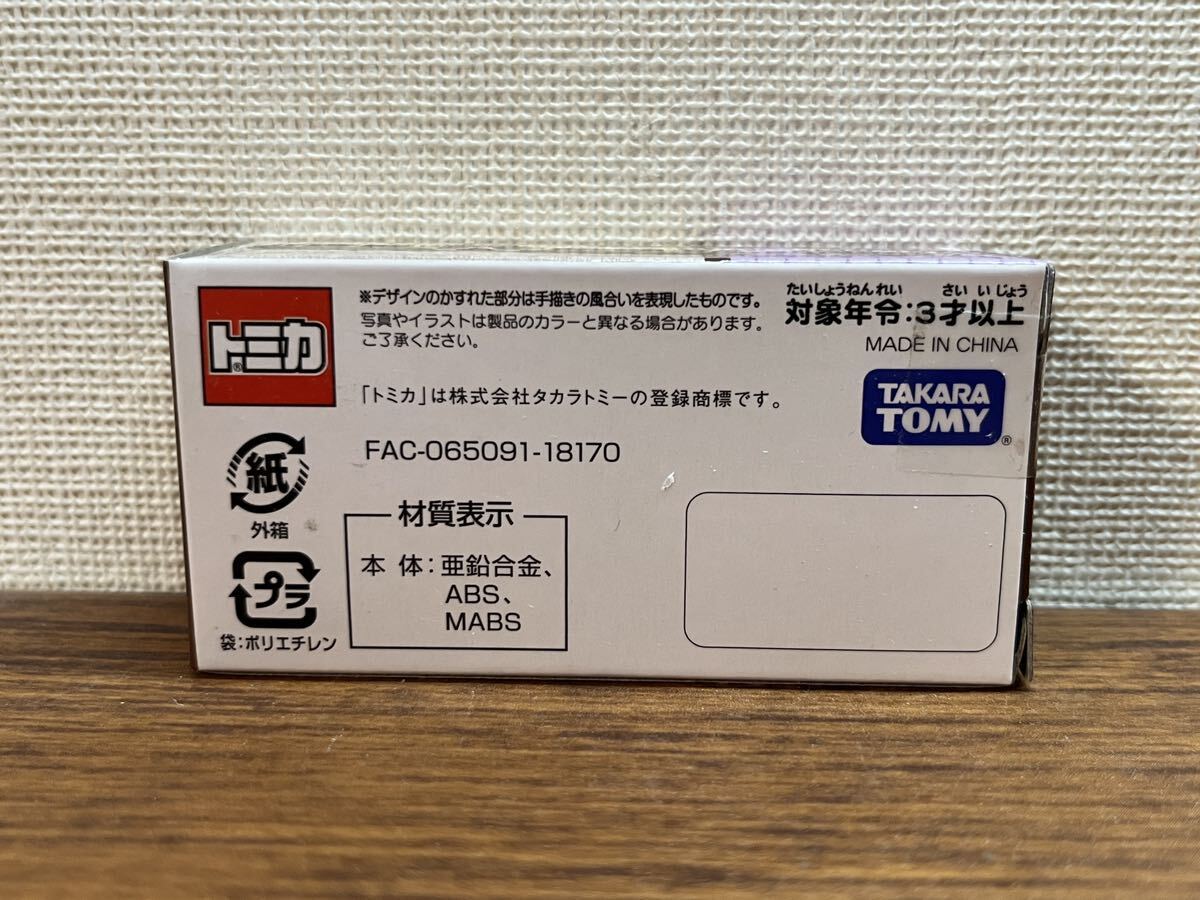 トミカ®
※デザインのかすれた部分は手描きの風合いを表現したものです。
写真やイラストは製品のカラーと異なる場合があります。
ご了承ください。
「トミカ」は株式会社タカラトミーの登録商標です。
たいしょうねんれい さい いじょう
対象年令:3才以上
MADE IN CHINA
TAKARA
TOMY®
FAC-065091-18170
紙
外箱
プラ
袋:ポリエチレン
材質表示
本 体:亜鉛合金、
ABS、
MABS